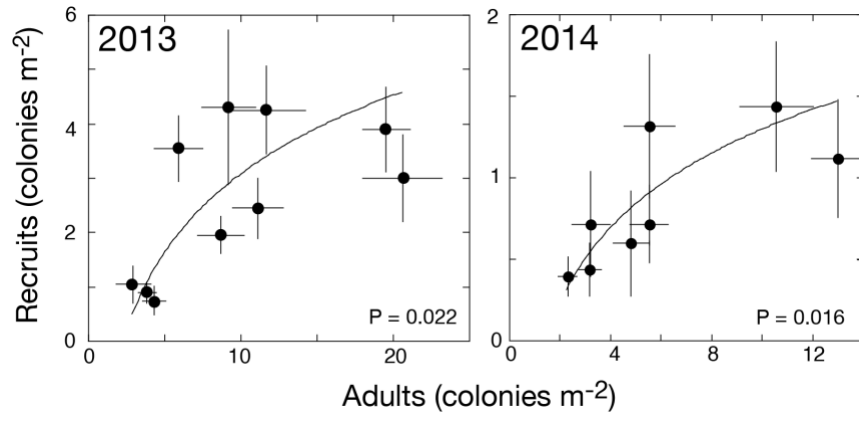 2013
2014
Recruits (colonies m-2)
6
4
2
0
2
1
0
P = 0.022
P = 0.016
0 10 20
0 4 8 12
Adults (colonies m-2)